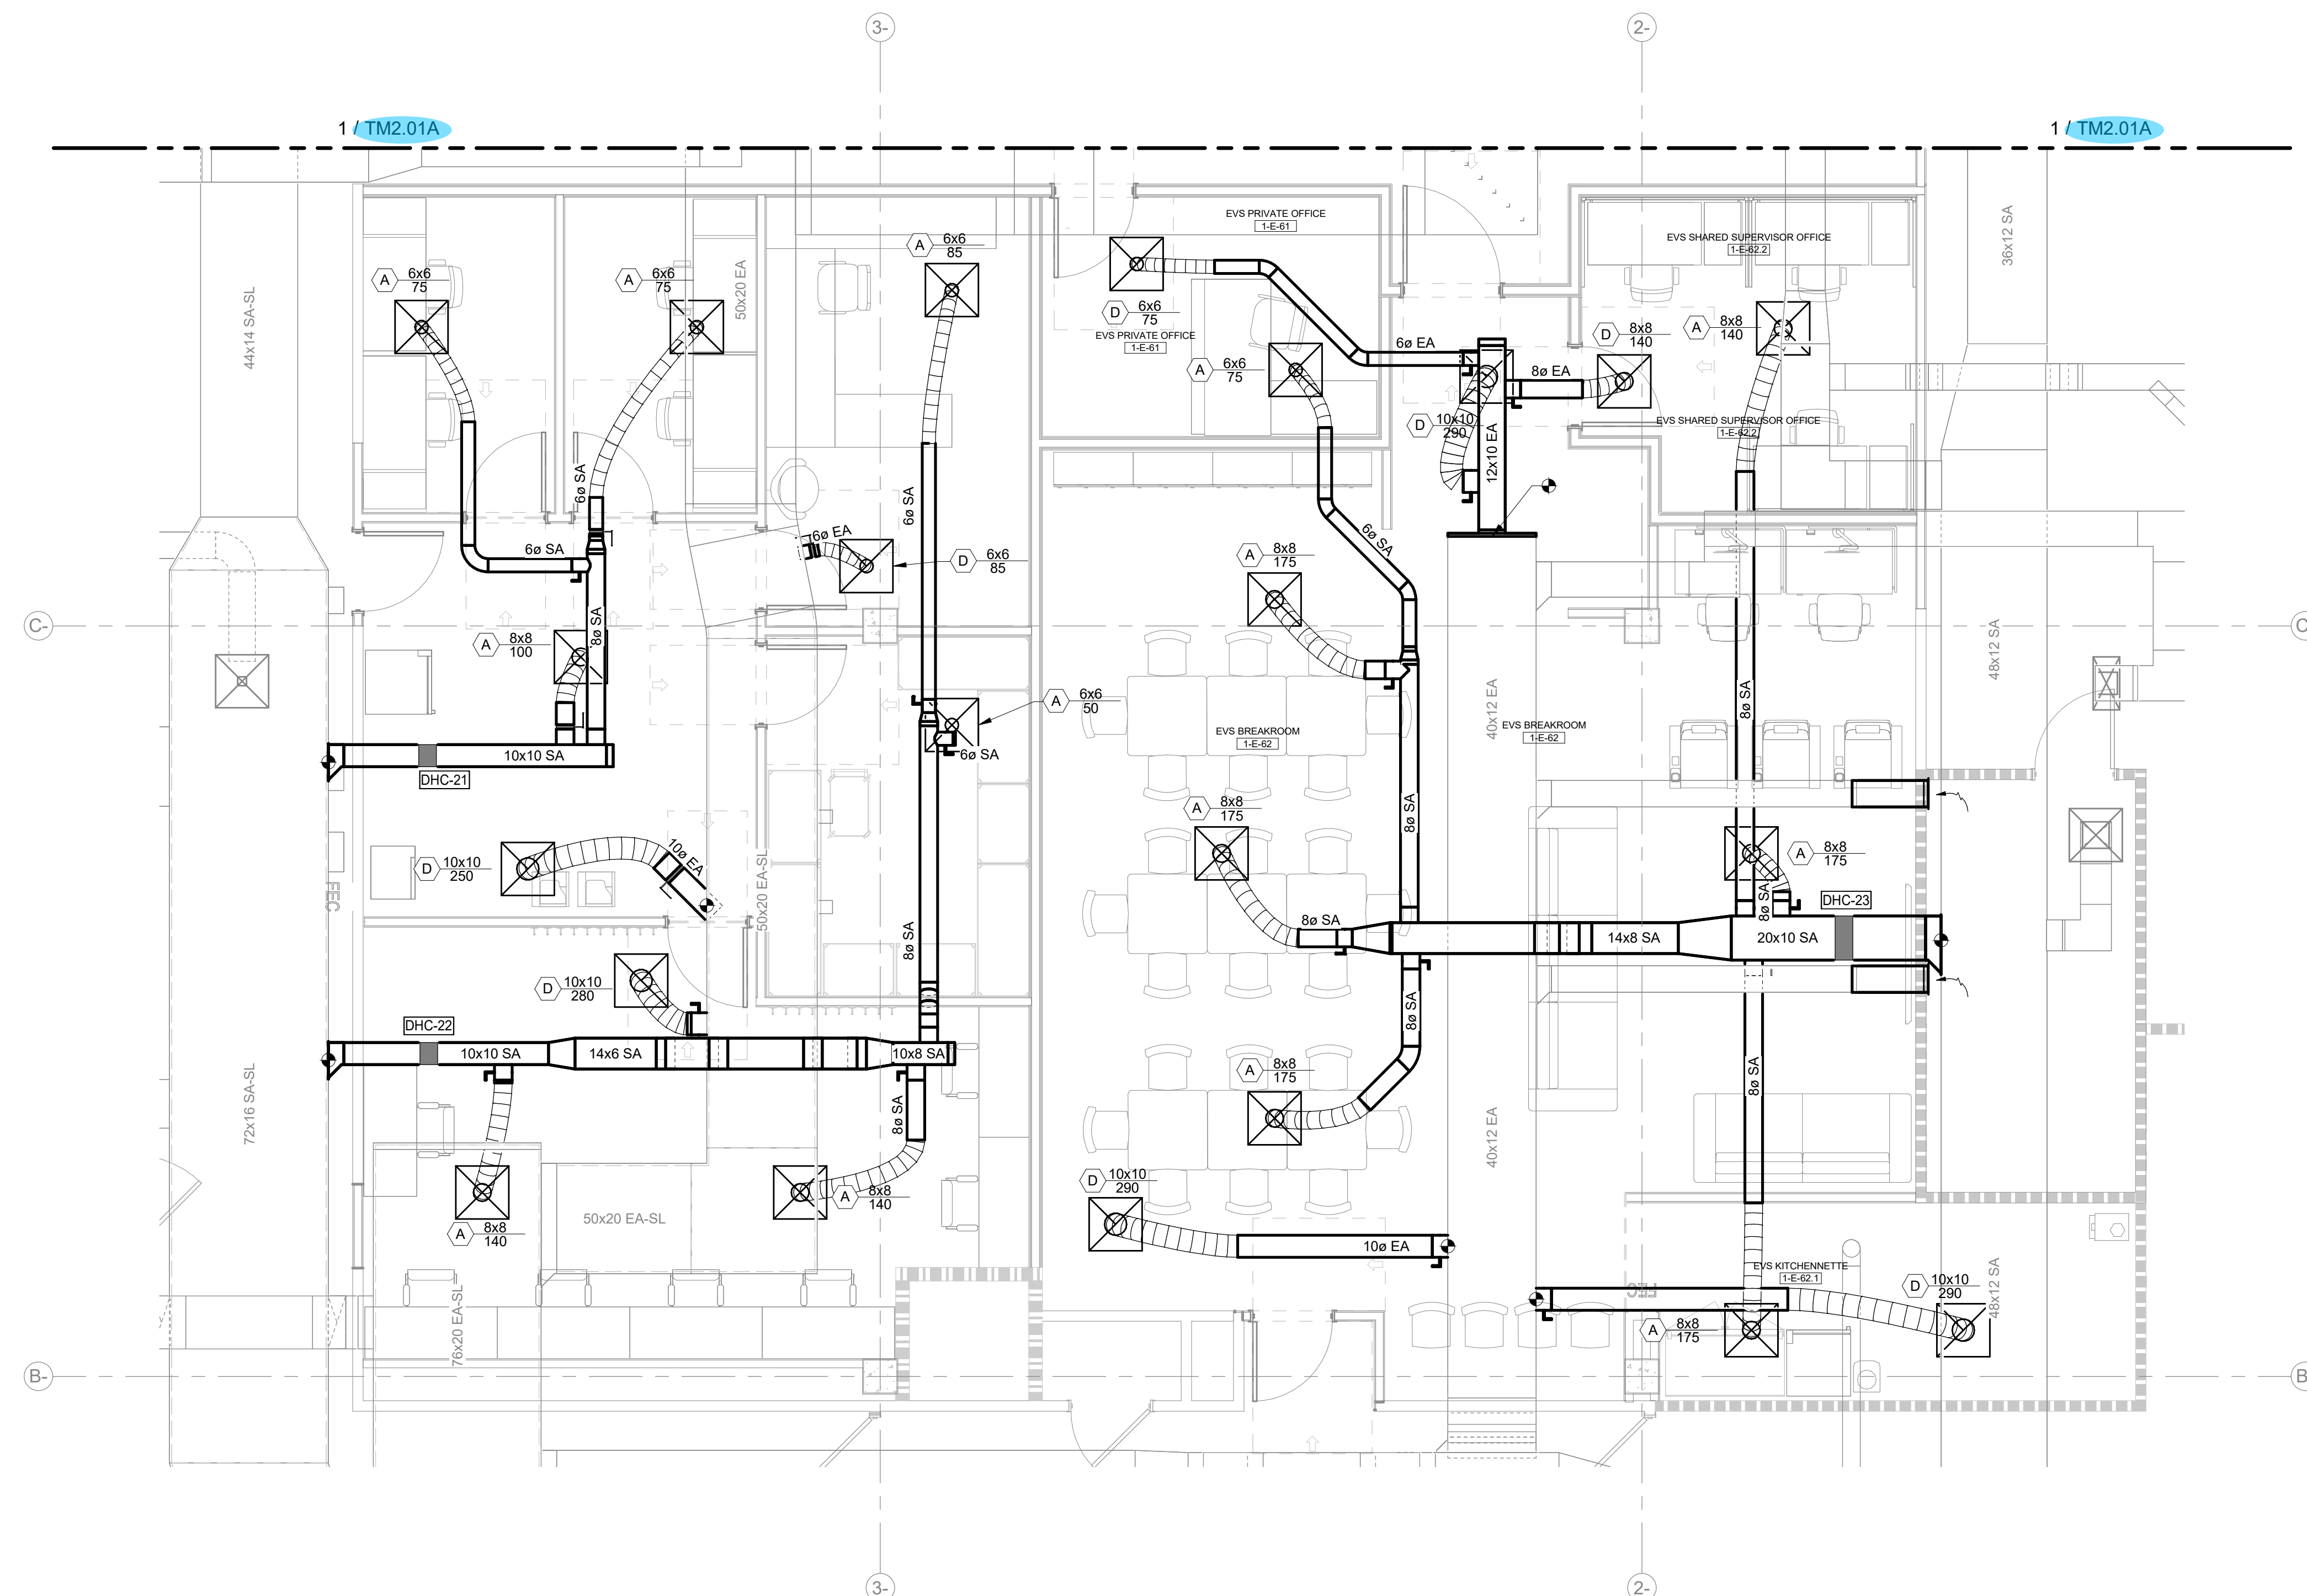 3-
2-
1 / TM2.01A
1 / TM2.01A
EVS PRIVATE OFFICE
1-E-61
EVS SHARED SUPERVISOR OFFICE
1-E-62.2
36x12 SA
A 6x6
85
44x14 SA-SL
A 6x6
75
A 6x6
75
50x20 EA
D 6x6
75
EVS PRIVATE OFFICE
1-E-61
D 8x8
140
A 8x8
140
6ø EA
A 6x6
75
8ø EA
D 10x10
290
12x10 EA
EVS SHARED SUPERVISOR OFFICE
1-E-62.2
6ø SA
6ø SA
6ø SA
6ø EA
6ø SA
D 6x6
85
A 8x8
175
C-
C
A 8x8
100
8ø SA
48x12 SA
A 6x6
50
40x12 EA
8ø SA
EVS BREAKROOM
1-E-62
EVS BREAKROOM
1-E-62
10x10 SA
6ø SA
DHC-21
A 8x8
175
8ø SA
10ø EA
D 10x10
250
50x20 EA-SL
A 8x8
175
FEC
8ø SA
DHC-23
8ø SA
8ø SA
14x8 SA
20x10 SA
D 10x10
280
8ø SA
DHC-22
10x10 SA
14x6 SA
10x8 SA
A 8x8
175
8ø SA
72x16 SA-SL
8ø SA
40x12 EA
D 10x10
290
A 8x8
140
50x20 EA-SL
A 8x8
140
10ø EA
EVS KITCHENNETTE
1-E-62.1
FEC
D 10x10
290
48x12 SA
76x20 EA-SL
A 8x8
175
B-
B
3-
2-